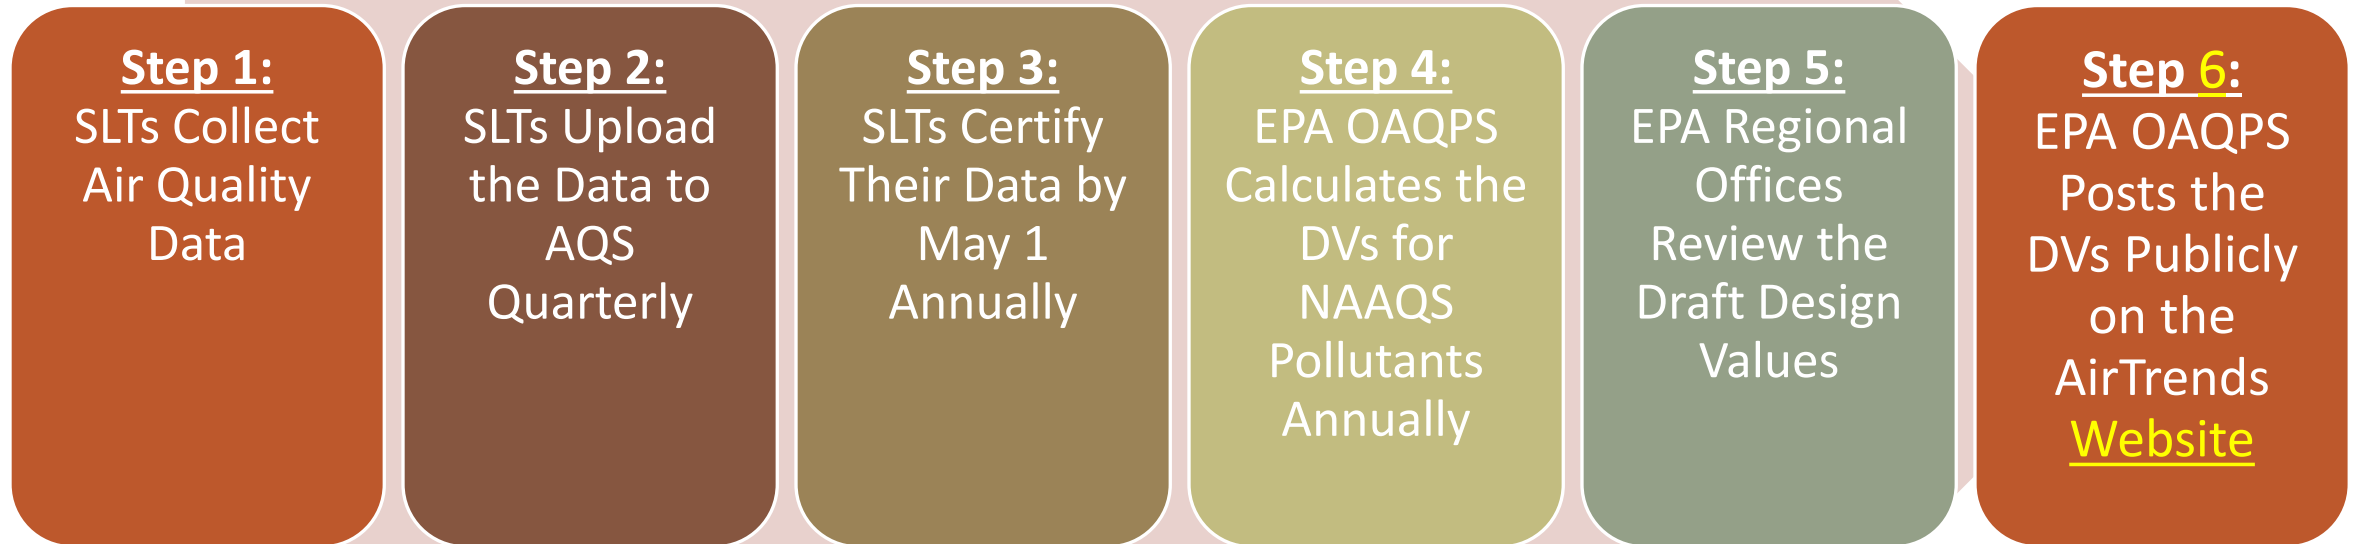 Step 1:
SLTs Collect
Air Quality
Data
Step 2:
SLTs Upload
the Data to
AQS
Quarterly
Step 3:
SLTs Certify
Their Data by
May 1
Annually
Step 4:
EPA OAQPS
Calculates the
DVs for
NAAQS
Pollutants
Annually
Step 5:
EPA Regional
Offices
Review the
Draft Design
Values
Step 6:
EPA OAQPS
Posts the
DVs Publicly
on the
AirTrends
Website